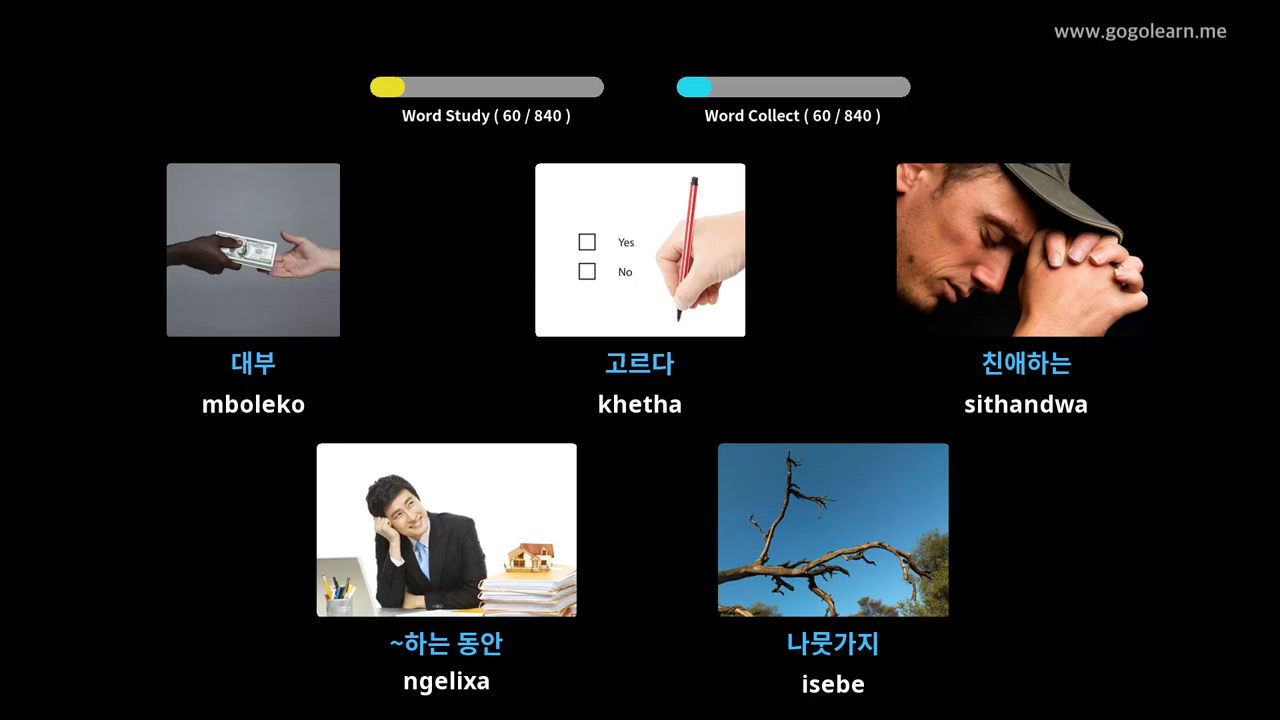 www.gogolearn.me
Word Study ( 60 / 840 )
Word Collect ( 60 / 840 )
Yes
No
대부
고르다
친애하는
mboleko
khetha
sithandwa
~하는 동안
나뭇가지
ngelixa
isebe